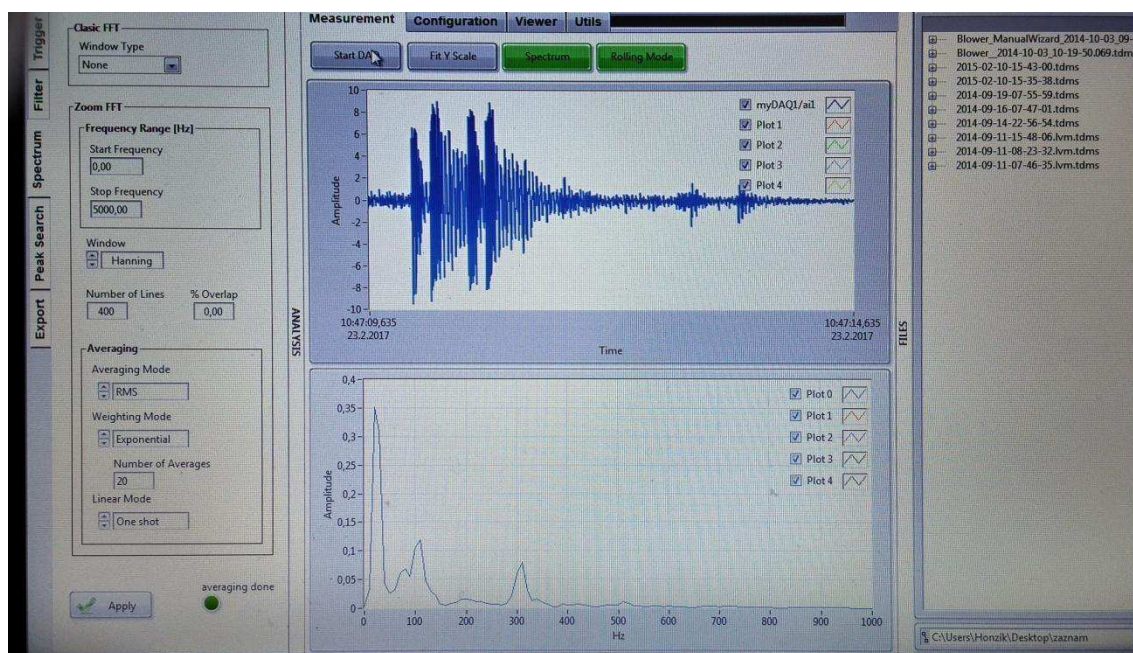 Trigger
Filter
Spectrum
Peak Search
Export
Clasic FFT
Window Type
None
Zoom FFT
Frequency Range [Hz]
Start Frequency
0,00
Stop Frequency
5000,00
Window
Hanning
Number of Lines
% Overlap
400
0,00
Averaging
Averaging Mode
RMS
Weighting Mode
Exponential
Number of Averages
20
Linear Mode
One shot
Apply
averaging done
ANALYSIS
Measurement Configuration Viewer Utils
Start DAQ Fit Y Scale Spectrum Rolling Mode
10
8
6
4
2
0
-2
-4
-6
-8
-10
Amplitude
myDAQ1/ai1
Plot 1
Plot 2
Plot 3
Plot 4
10:47:09,635
23.2.2017
10:47:14,635
23.2.2017
Time
0,4
0,35
0,3
0,25
0,2
0,15
0,1
0,05
0
Amplitude
Plot 0
Plot 1
Plot 2
Plot 3
Plot 4
0 100 200 300 400 500 600 700 800 900 1000
Hz
FILES
Blower_ManualWizard_2014-10-03_09-
Blower_ 2014-10-03_10-19-50.069.tdm
2015-02-10-15-43-00.tdms
2015-02-10-15-35-38.tdms
2014-09-19-07-55-59.tdms
2014-09-16-07-47-01.tdms
2014-09-14-22-56-54.tdms
2014-09-11-15-48-06.lvm.tdms
2014-09-11-08-23-32.lvm.tdms
2014-09-11-07-46-35.lvm.tdms
C:\Users\Honzik\Desktop\zaznam